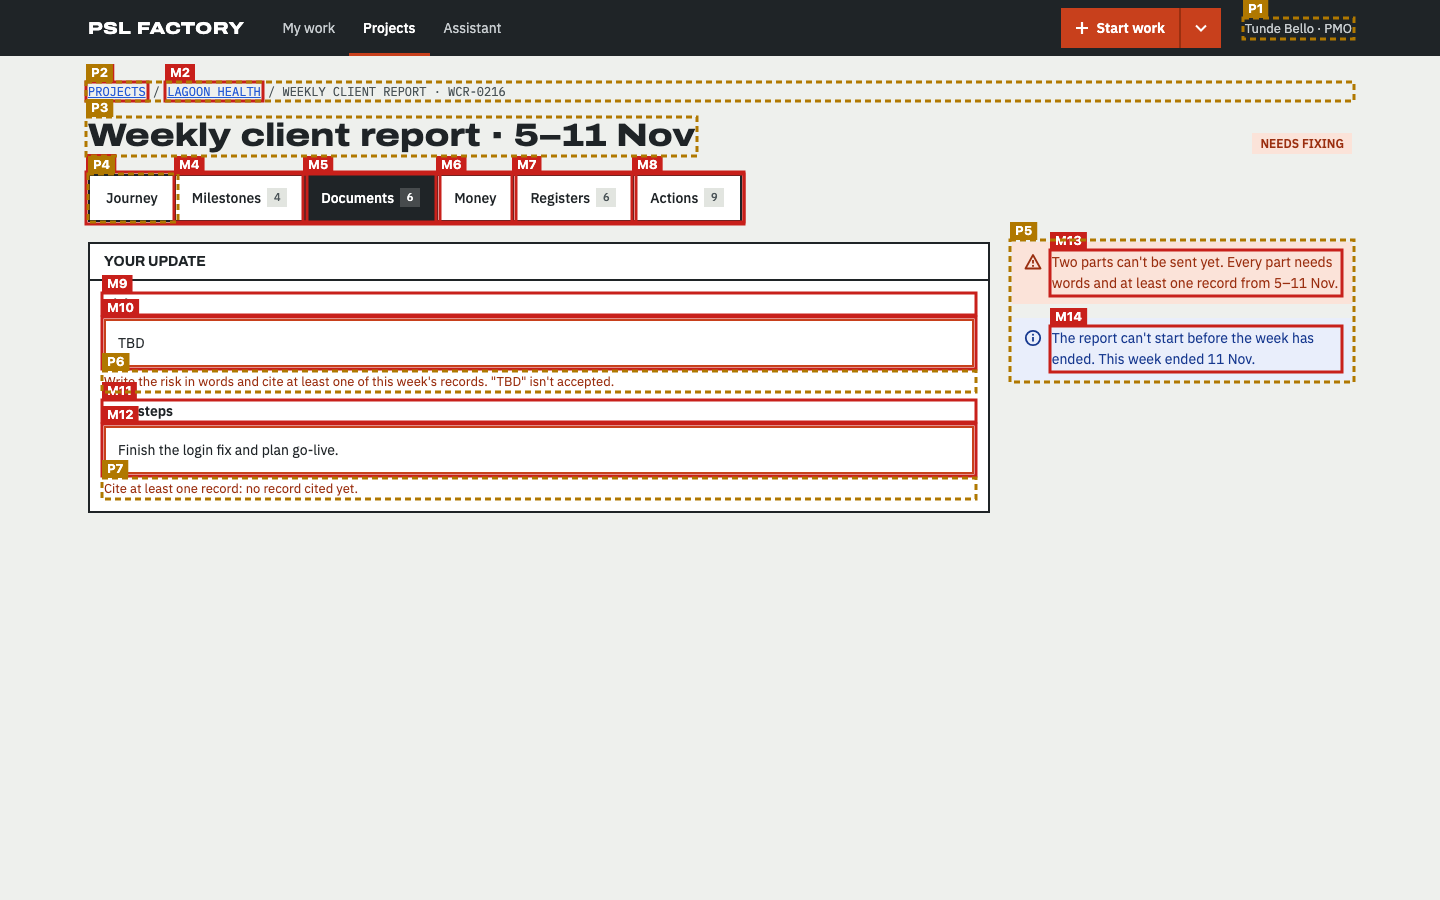 PSL FACTORY
My work
Projects
Assistant
Start work
P1
Tunde Bello · PMO
P2
M2
PROJECTS / LAGOON HEALTH / WEEKLY CLIENT REPORT · WCR-0216
P3
Weekly client report · 5–11 Nov
NEEDS FIXING
P4
M4
M5
M6
M7
M8
Journey
Milestones 4
Documents 6
Money
Registers 6
Actions 9
YOUR UPDATE
M9
M10
TBD
P6
Write the risk in words and cite at least one of this week's records. "TBD" isn't accepted.
M11
M12
steps
Finish the login fix and plan go-live.
P7
Cite at least one record: no record cited yet.
P5
M13
Two parts can't be sent yet. Every part needs
words and at least one record from 5–11 Nov.
M14
The report can't start before the week has
ended. This week ended 11 Nov.